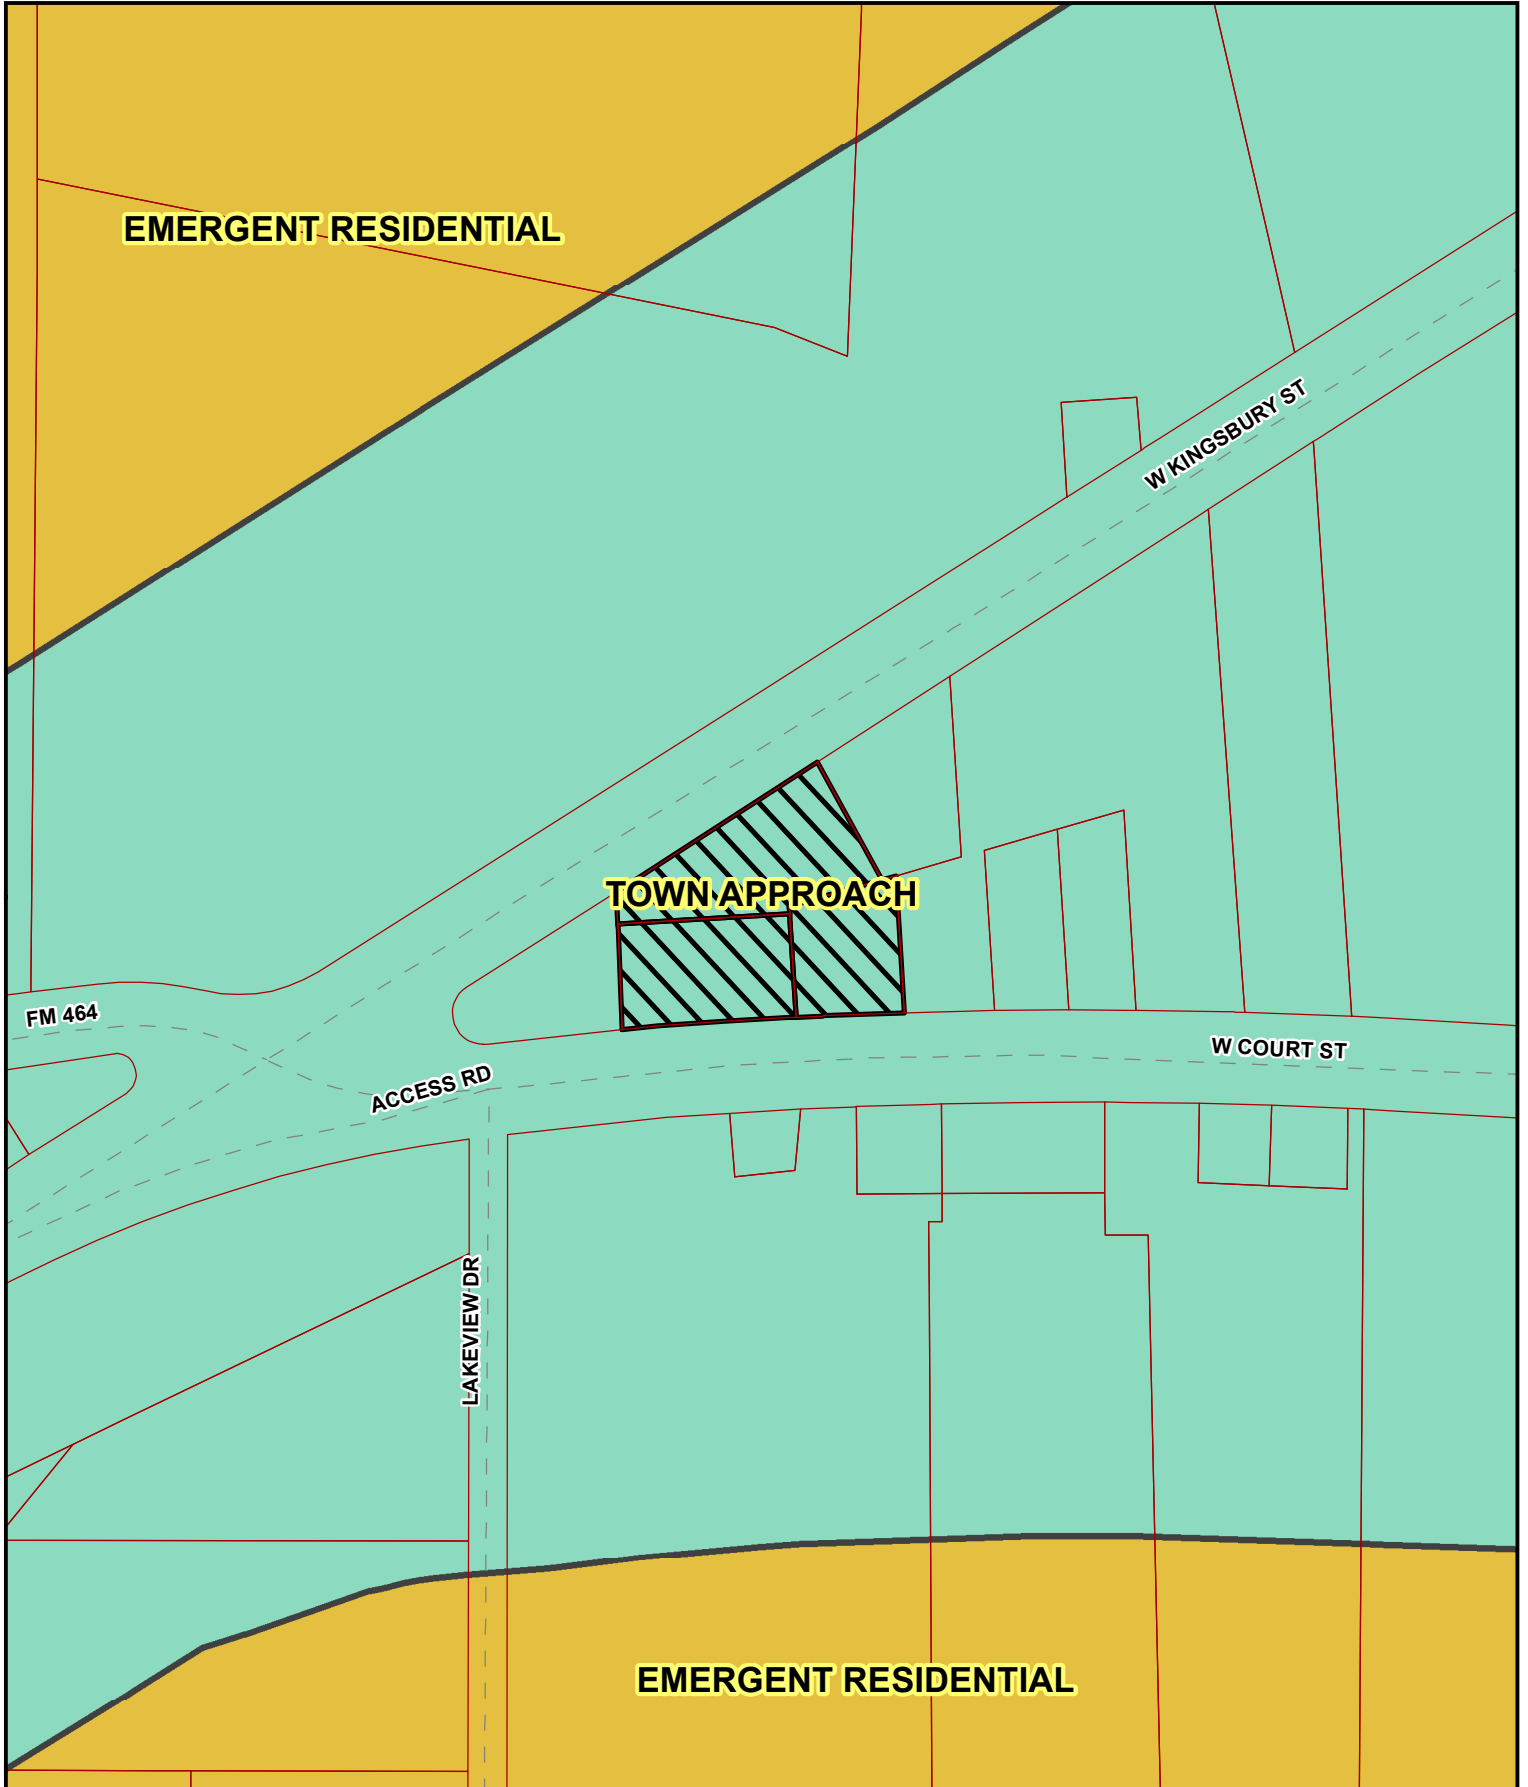 EMERGENT RESIDENTIAL
W KINGSBURY ST
TOWN APPROACH
FM 464
W COURT ST
ACCESS RD
LAKEVIEW DR
EMERGENT RESIDENTIAL